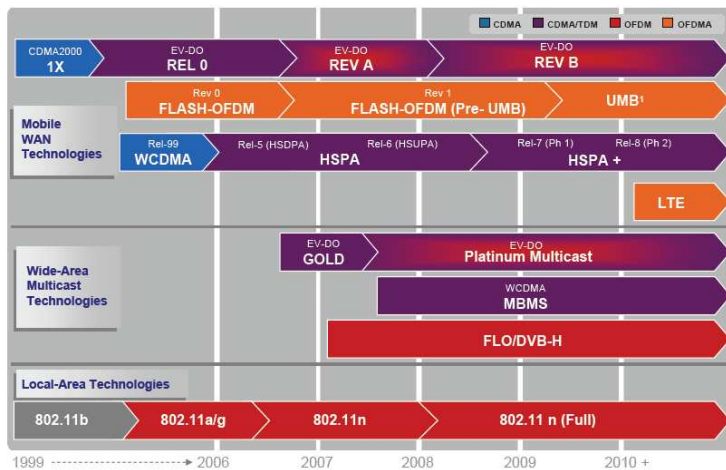 CDMA
CDMA/TDM
OFDM
OFDMA
CDMA2000
1X
EV-DO
REL 0
EV-DO
REV A
EV-DO
REV B
Rev 0
FLASH-OFDM
Rev 1
FLASH-OFDM (Pre- UMB)
UMB¹
Mobile
WAN
Technologies
Rel-99
WCDMA
Rel-5 (HSDPA)
Rel-6 (HSUPA)
HSPA
Rel-7 (Ph 1)
Rel-8 (Ph 2)
HSPA +
LTE
Wide-Area
Multicast
Technologies
EV-DO
GOLD
EV-DO
Platinum Multicast
WCDMA
MBMS
FLO/DVB-H
Local-Area Technologies
802.11b
802.11a/g
802.11n
802.11 n (Full)
1999
2006
2007
2008
2009
2010 +